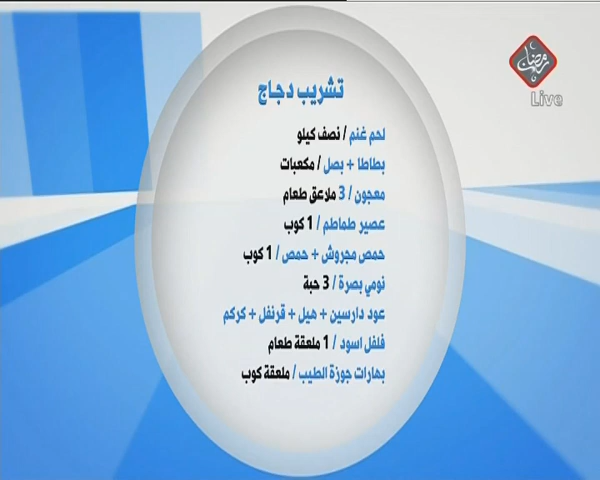 رمضان
Live
تشريب دجاج
لحم غنم / نصف كيلو
بطاطا + بصل / مكعبات
معجون / 3 ملاعق طعام
عصير طماطم / 1 كوب
حمص مجروش + حمص / 1 كوب
نومي بصرة / 3 حبة
عود دارسين + هيل + قرنفل + كركم
فلفل اسود / 1 ملعقة طعام
بهارات جوزة الطيب / ملعقة كوب